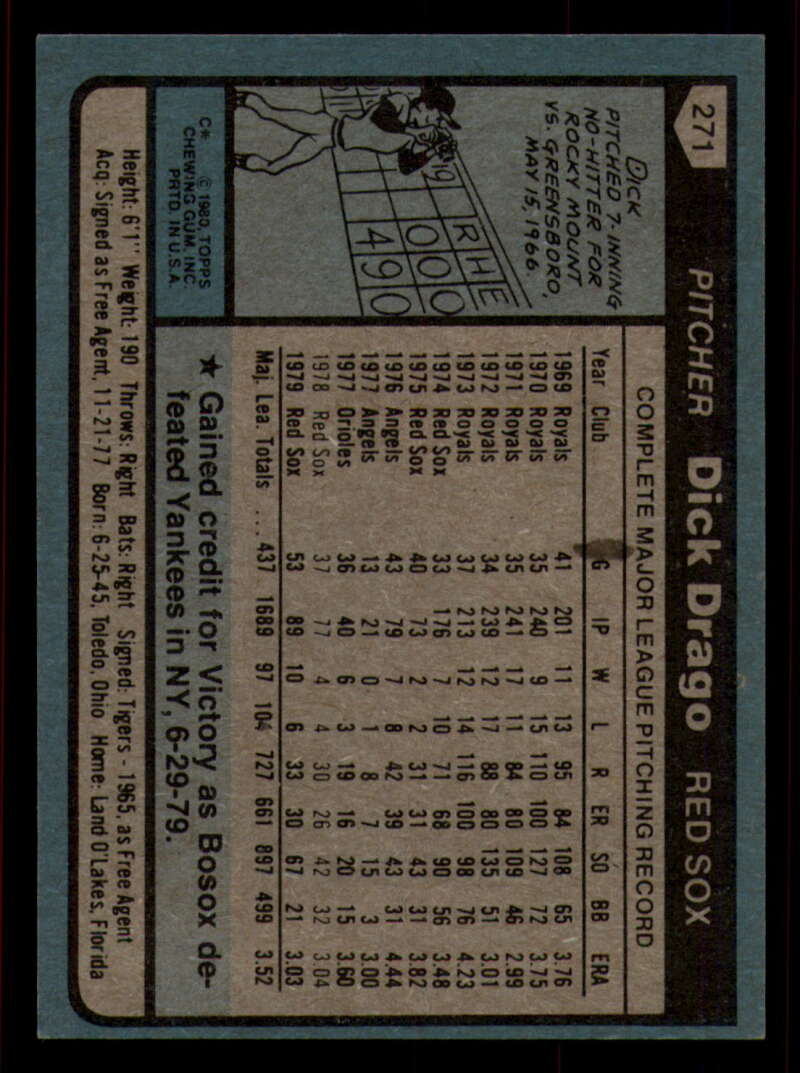 271
PITCHER Dick Drago RED SOX
DICK
PITCHED 7-INNING
NO-HITTER FOR
ROCKY MOUNT
VS. GREENSBORO,
MAY 15, 1966
R H E
0 0 0
4 9 0
C* © 1980, TOPPS
CHEWING GUM, INC.
PRTD. IN U.S.A.
COMPLETE MAJOR LEAGUE PITCHING RECORD
Year Club G IP W L R ER SO BB ERA
1969 Royals 41 201 11 13 95 84 108 65 3.76
1970 Royals 35 240 9 15 110 100 127 72 3.75
1971 Royals 35 241 17 11 84 80 109 46 2.99
1972 Royals 34 239 12 17 88 80 135 51 3.01
1973 Royals 37 213 12 14 116 100 98 76 4.23
1974 Red Sox 33 176 7 10 71 68 90 56 3.48
1975 Red Sox 40 73 2 2 31 31 43 31 3.82
1976 Angels 43 79 7 8 42 39 43 31 4.44
1977 Angels 13 21 0 1 8 7 15 3 3.00
1977 Orioles 36 40 6 3 19 16 20 15 3.60
1978 Red Sox 37 77 4 4 30 26 42 32 3.04
1979 Red Sox 53 89 10 6 33 30 67 21 3.03
Maj. Lea. Totals ... 437 1689 97 104 727 661 897 499 3.52
★ Gained credit for Victory as Bosox de-
feated Yankees in NY, 6-29-79.
Height: 6'1" Weight: 190 Throws: Right Bats: Right Signed: Tigers - 1965, as Free Agent
Acq: Signed as Free Agent, 11-21-77 Born: 6-25-45, Toledo, Ohio Home: Land O'Lakes, Florida